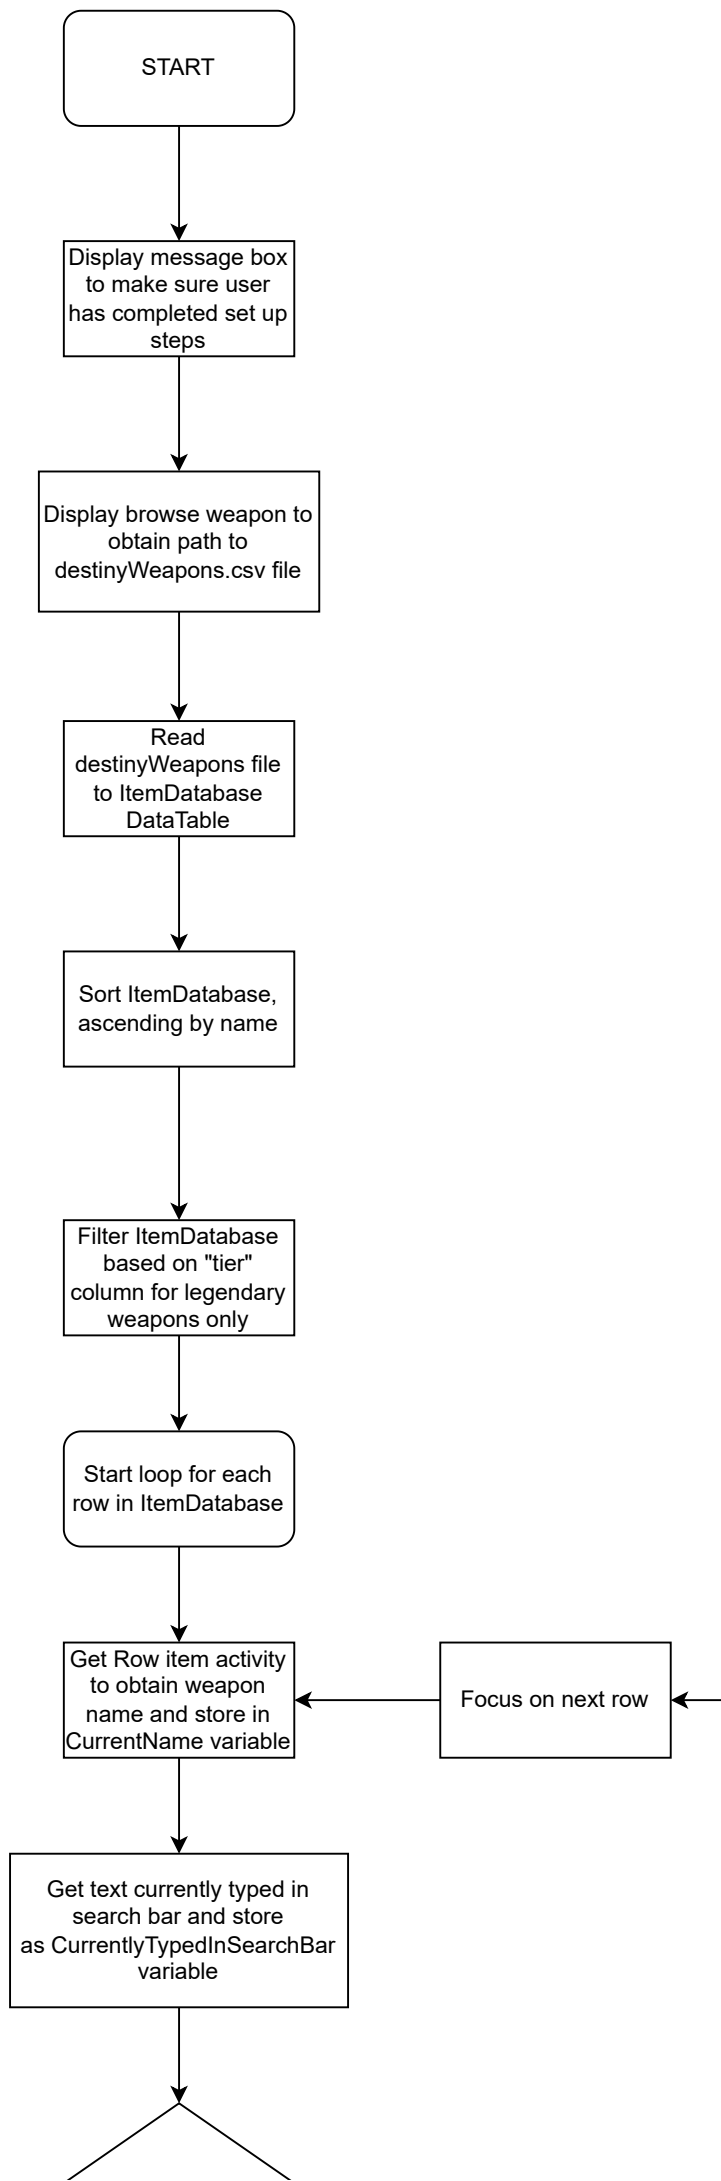 START
Display message box
to make sure user
has completed set up
steps
Display browse weapon to
obtain path to
destinyWeapons.csv file
Read
destinyWeapons file
to ItemDatabase
DataTable
Sort ItemDatabase,
ascending by name
Filter ItemDatabase
based on "tier"
column for legendary
weapons only
Start loop for each
row in ItemDatabase
Get Row item activity
to obtain weapon
name and store in
CurrentName variable
Focus on next row
Get text currently typed in
search bar and store
as CurrentlyTypedInSearchBar
variable